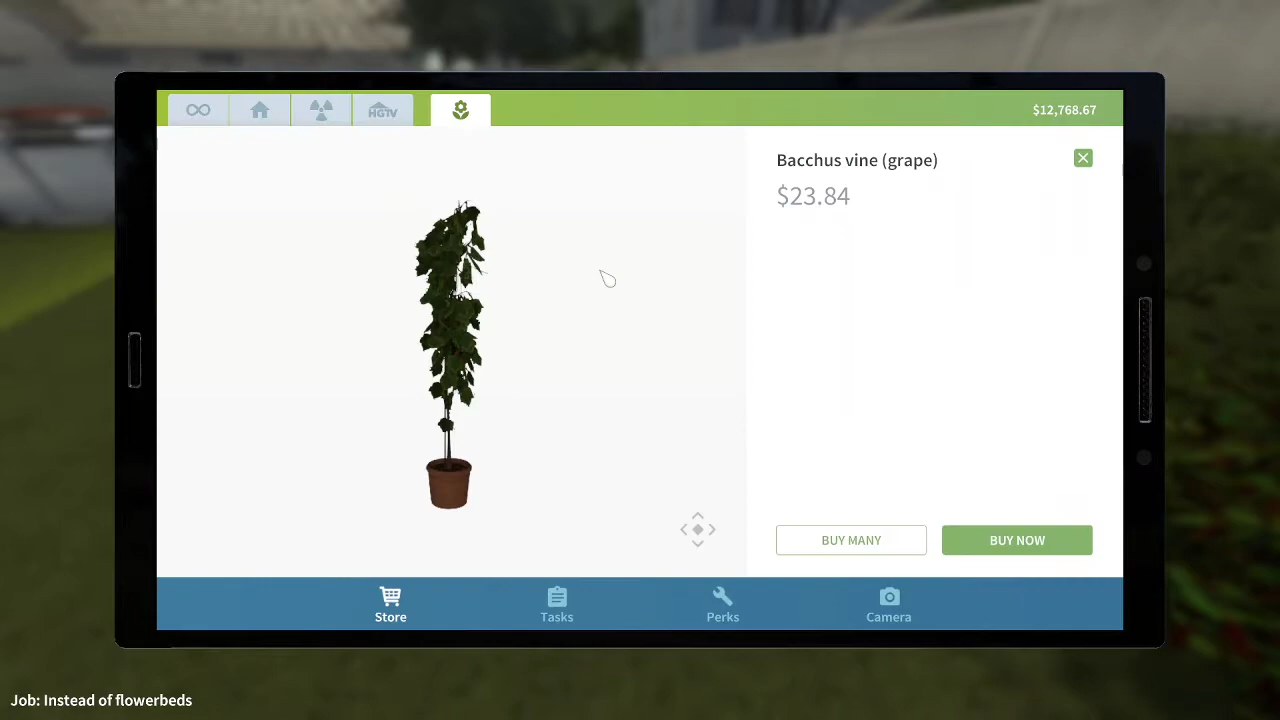 HGTV
$12,768.67
Bacchus vine (grape)
$23.84
BUY MANY
BUY NOW
Store
Tasks
Perks
Camera
Job: Instead of flowerbeds